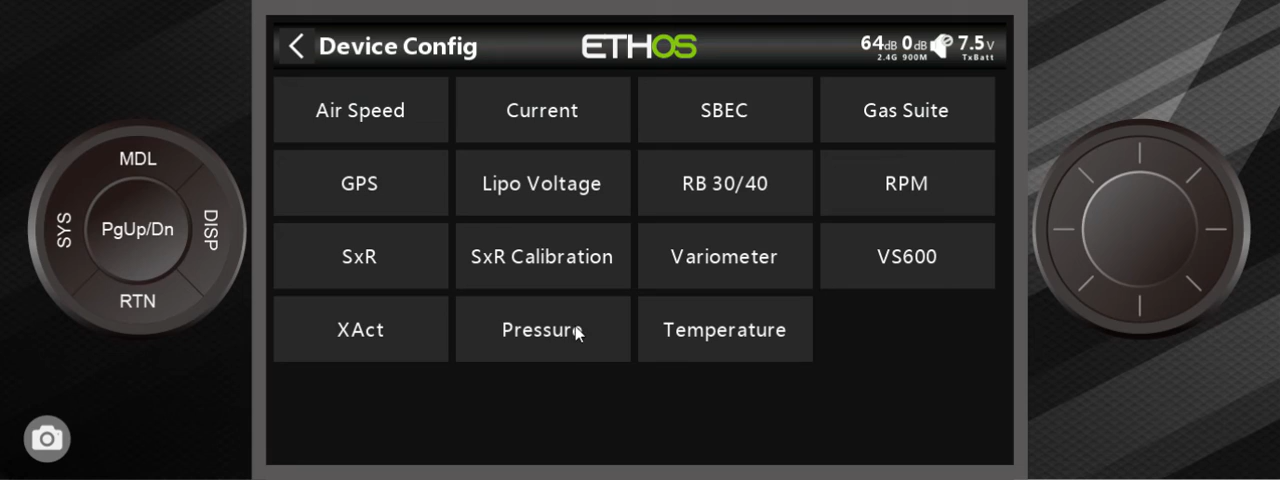 Device Config
ETHOS
64dB 0dB 7.5V
2.4G 900M TxBatt
Air Speed
Current
SBEC
Gas Suite
GPS
Lipo Voltage
RB 30/40
RPM
SxR
SxR Calibration
Variometer
VS600
XAct
Pressure
Temperature
MDL
SYS
PgUp/Dn
DISP
RTN